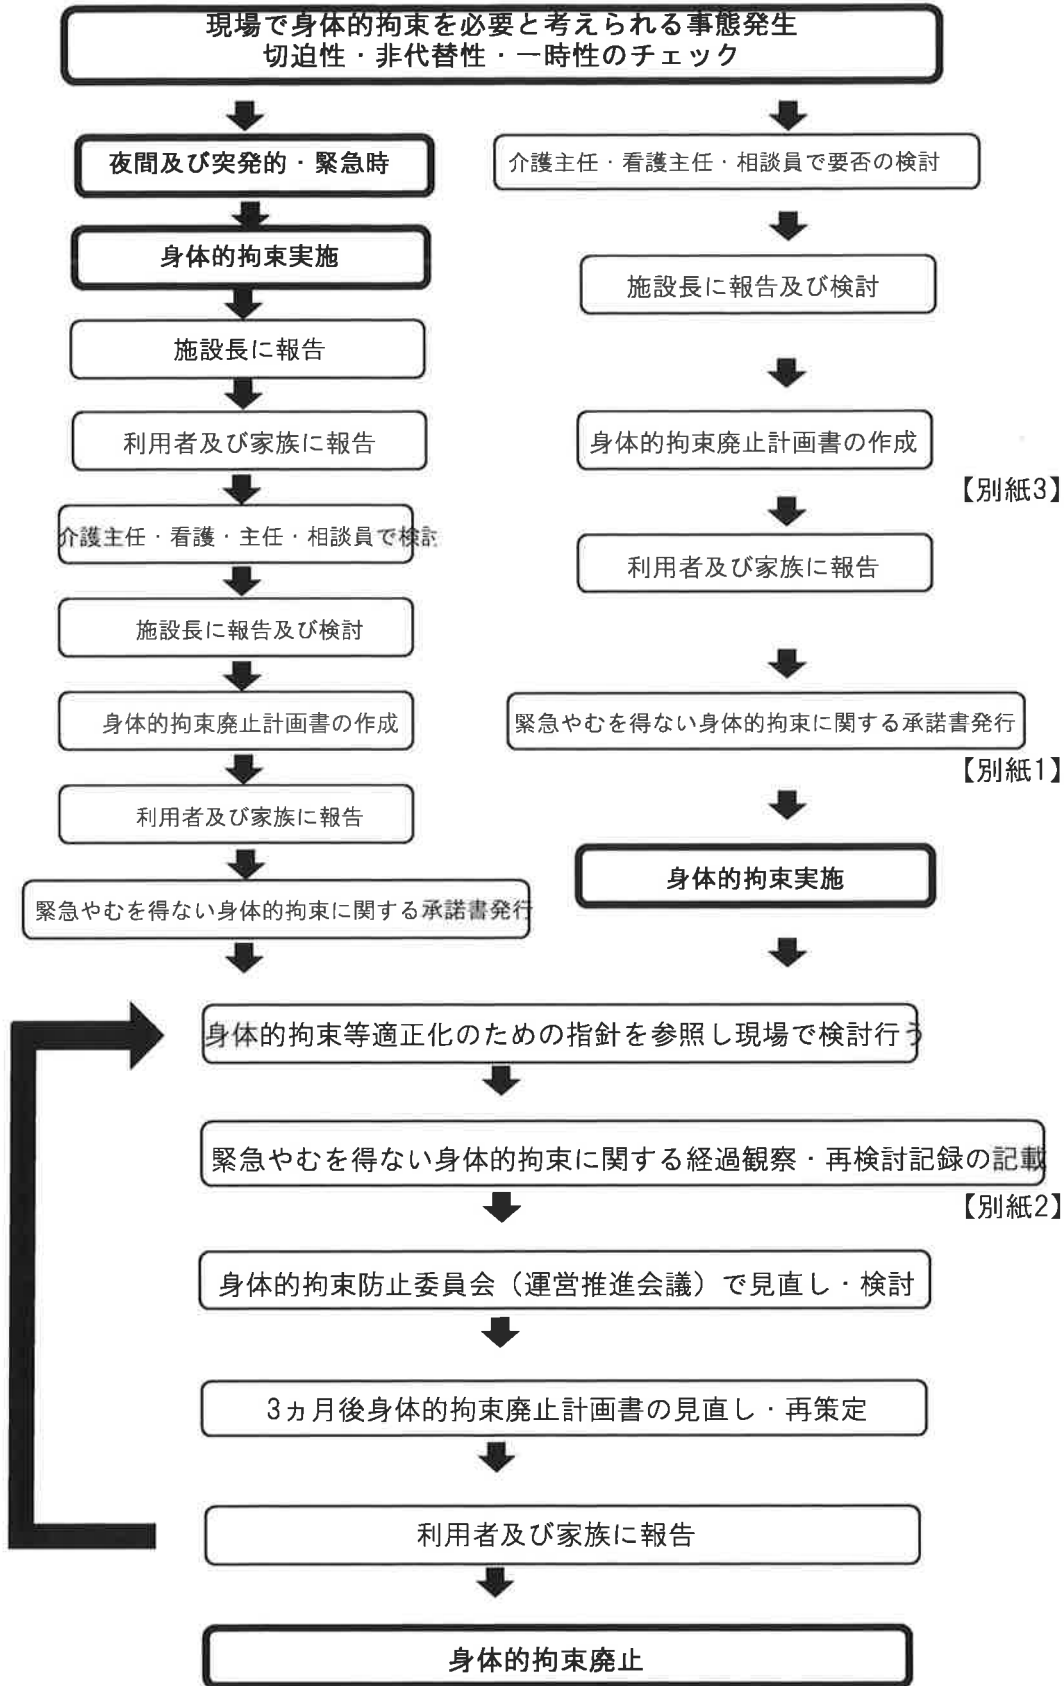 現場で身体的拘束を必要と考えられる事態発生
切迫性・非代替性・一時性のチェック
夜間及び突発的・緊急時
身体的拘束実施
施設長に報告
利用者及び家族に報告
介護主任・看護・主任・相談員で検討
施設長に報告及び検討
身体的拘束廃止計画書の作成
利用者及び家族に報告
緊急やむを得ない身体的拘束に関する承諾書発行
介護主任・看護主任・相談員で要否の検討
施設長に報告及び検討
身体的拘束廃止計画書の作成
【別紙3】
利用者及び家族に報告
緊急やむを得ない身体的拘束に関する承諾書発行
【別紙1】
身体的拘束実施
身体的拘束等適正化のための指針を参照し現場で検討行う
緊急やむを得ない身体的拘束に関する経過観察・再検討記録の記載
【別紙2】
身体的拘束防止委員会（運営推進会議）で見直し・検討
3ヵ月後身体的拘束廃止計画書の見直し・再策定
利用者及び家族に報告
身体的拘束廃止